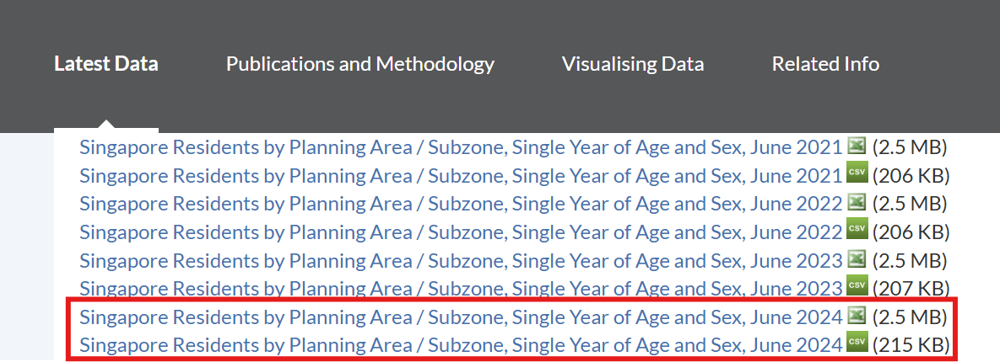 Latest Data Publications and Methodology Visualising Data Related Info
Singapore Residents by Planning Area / Subzone, Single Year of Age and Sex, June 2021 (2.5 MB)
Singapore Residents by Planning Area / Subzone, Single Year of Age and Sex, June 2021 CSV (206 KB)
Singapore Residents by Planning Area / Subzone, Single Year of Age and Sex, June 2022 (2.5 MB)
Singapore Residents by Planning Area / Subzone, Single Year of Age and Sex, June 2022 CSV (206 KB)
Singapore Residents by Planning Area / Subzone, Single Year of Age and Sex, June 2023 (2.5 MB)
Singapore Residents by Planning Area / Subzone, Single Year of Age and Sex, June 2023 CSV (207 KB)
Singapore Residents by Planning Area / Subzone, Single Year of Age and Sex, June 2024 (2.5 MB)
Singapore Residents by Planning Area / Subzone, Single Year of Age and Sex, June 2024 CSV (215 KB)